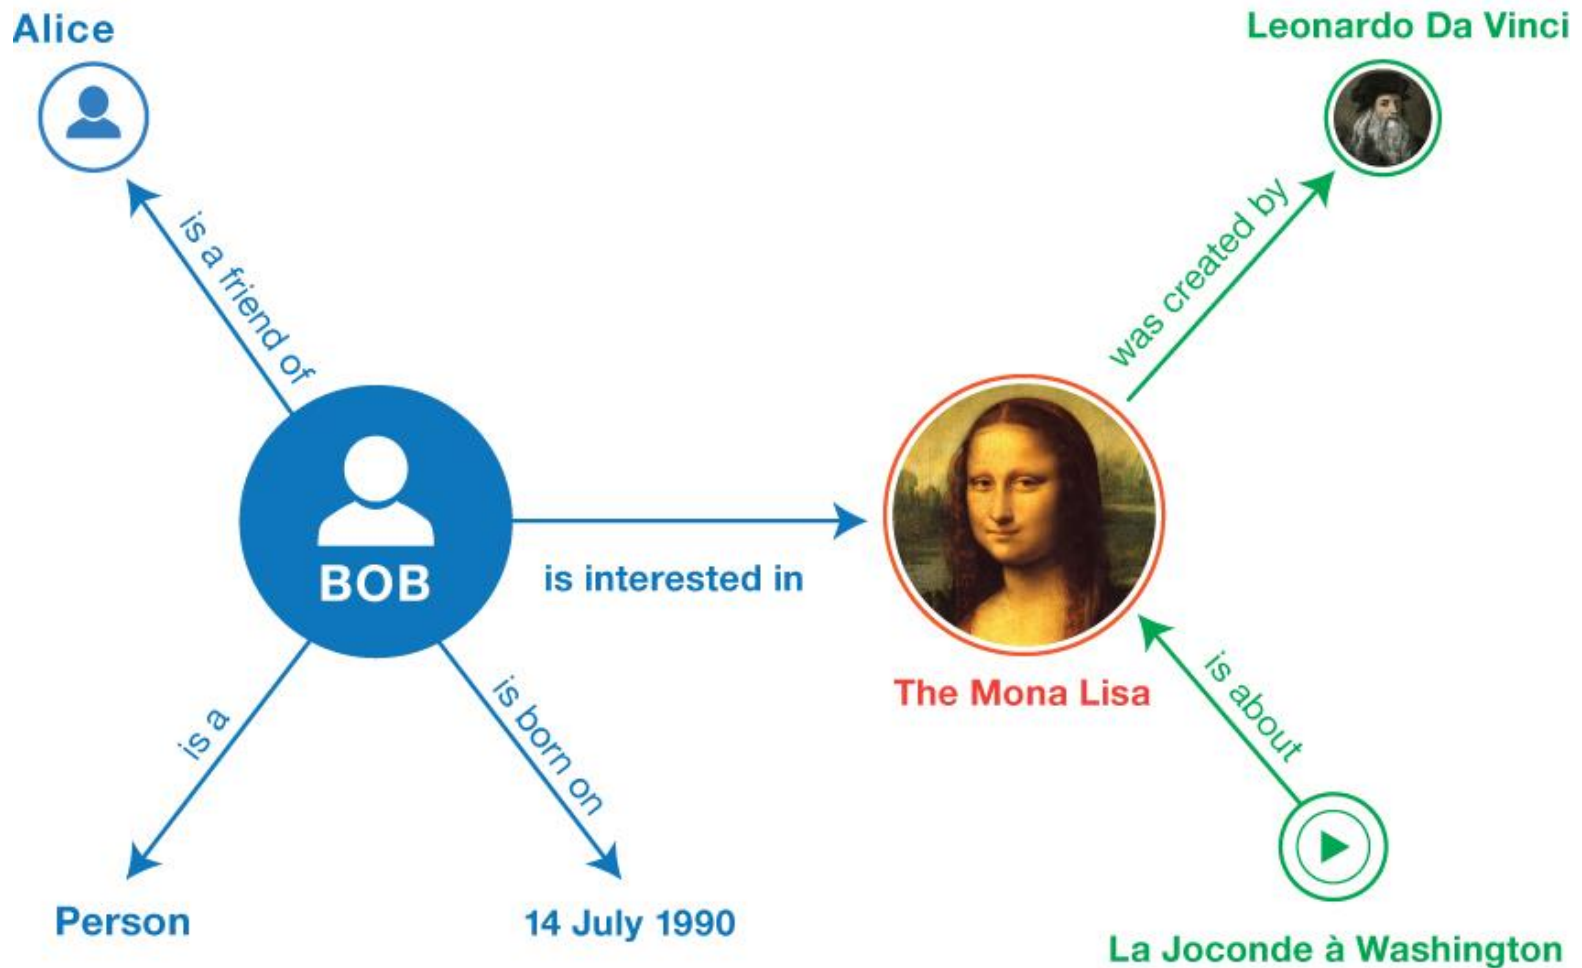 Alice
Leonardo Da Vinci
is a friend of
was created by
BOB
is interested in
The Mona Lisa
is a
is born on
is about
Person
14 July 1990
La Joconde à Washington